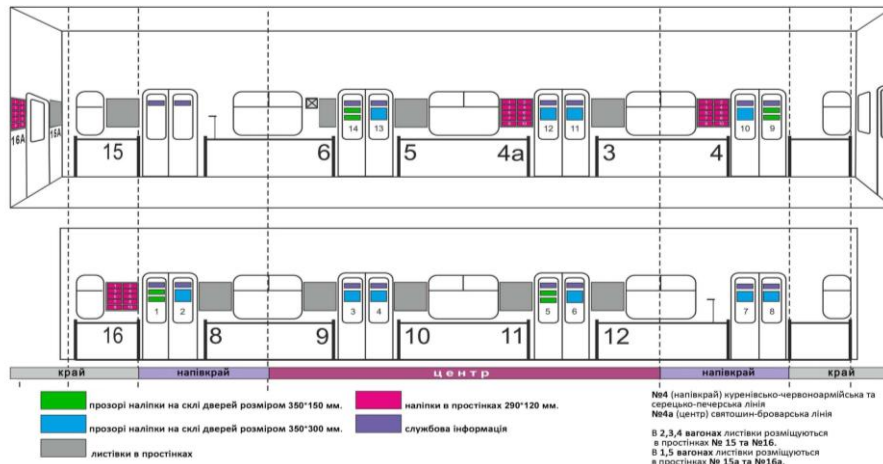 16A
15A
14
13
12
11
10
9
15
6
5
4a
3
4
1
2
3
4
5
6
7
8
16
8
9
10
11
12
край
напівкрай
центр
напівкрай
край
прозорі наліпки на склі дверей розміром 350*150 мм.
прозорі наліпки на склі дверей розміром 350*300 мм.
листівки в простінках
наліпки в простінках 290*120 мм.
службова інформація
№4 (напівкрай) куренівсько-червоноармійська та
серецько-печерська лінія
№4а (центр) святошин-броварська лінія
В 2,3,4 вагонах листівки розміщуються
в простінках № 15 та №16.
В 1,5 вагонах листівки розміщуються
в простінках № 15а та №16а.